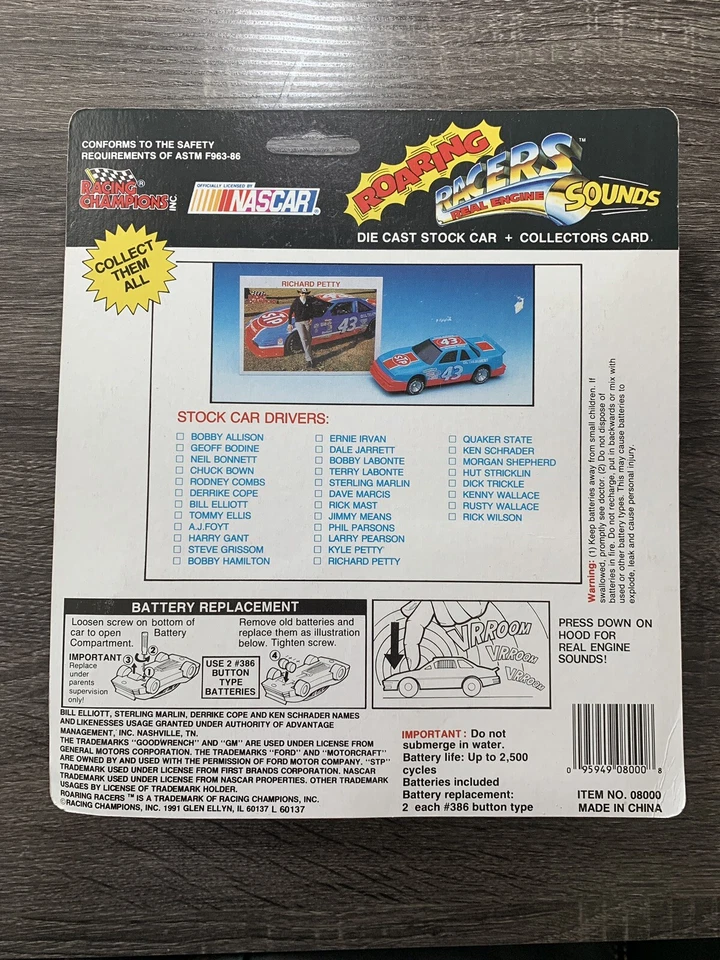 CONFORMS TO THE SAFETY
REQUIREMENTS OF ASTM F963-86
RACING®
CHAMPIONS INC.
OFFICIALLY LICENSED BY
NASCAR®
ROARING
RACERS™
REAL ENGINE
SOUNDS
DIE CAST STOCK CAR + COLLECTORS CARD
COLLECT
THEM
ALL
RICHARD PETTY
STP
43
43
STP
43
STOCK CAR DRIVERS:
BOBBY ALLISON
GEOFF BODINE
NEIL BONNETT
CHUCK BOWN
RODNEY COMBS
DERRIKE COPE
BILL ELLIOTT
TOMMY ELLIS
A.J.FOYT
HARRY GANT
STEVE GRISSOM
BOBBY HAMILTON
ERNIE IRVAN
DALE JARRETT
BOBBY LABONTE
TERRY LABONTE
STERLING MARLIN
DAVE MARCIS
RICK MAST
JIMMY MEANS
PHIL PARSONS
LARRY PEARSON
KYLE PETTY
RICHARD PETTY
QUAKER STATE
KEN SCHRADER
MORGAN SHEPHERD
HUT STRICKLIN
DICK TRICKLE
KENNY WALLACE
RUSTY WALLACE
RICK WILSON
Warning: (1) Keep batteries away from small children. If
swallowed, promptly see doctor. (2) Do not dispose of
batteries in fire. Do not recharge, put in backwards or mix with
used or other battery types. This may cause batteries to
explode, leak and cause personal injury.
BATTERY REPLACEMENT
Loosen screw on bottom of
car to open Battery
Compartment.
IMPORTANT
Replace
under
parents
supervision
only!
3
2
1
USE 2 #386
BUTTON
TYPE
BATTERIES
Remove old batteries and
replace them as illustration
below. Tighten screw.
4
VRROOM
VRROOM
VRROOM
PRESS DOWN ON
HOOD FOR
REAL ENGINE
SOUNDS!
BILL ELLIOTT, STERLING MARLIN, DERRIKE COPE AND KEN SCHRADER NAMES
AND LIKENESSES USAGE GRANTED UNDER AUTHORITY OF ADVANTAGE
MANAGEMENT, INC. NASHVILLE, TN.
THE TRADEMARKS "GOODWRENCH" AND "GM" ARE USED UNDER LICENSE FROM
GENERAL MOTORS CORPORATION. THE TRADEMARKS "FORD" AND "MOTORCRAFT"
ARE OWNED BY AND USED WITH THE PERMISSION OF FORD MOTOR COMPANY. "STP"
TRADEMARK USED UNDER LICENSE FROM FIRST BRANDS CORPORATION. NASCAR
TRADEMARK USED UNDER LICENSE FROM NASCAR PROPERTIES. OTHER TRADEMARK
USAGES BY LICENSE OF TRADEMARK HOLDER.
ROARING RACERS ™ IS A TRADEMARK OF RACING CHAMPIONS, INC.
©RACING CHAMPIONS, INC. 1991 GLEN ELLYN, IL 60137 L 60137
IMPORTANT : Do not
submerge in water.
Battery life: Up to 2,500
cycles
Batteries included
Battery replacement:
2 each #386 button type
0 95949 08000 8
ITEM NO. 08000
MADE IN CHINA